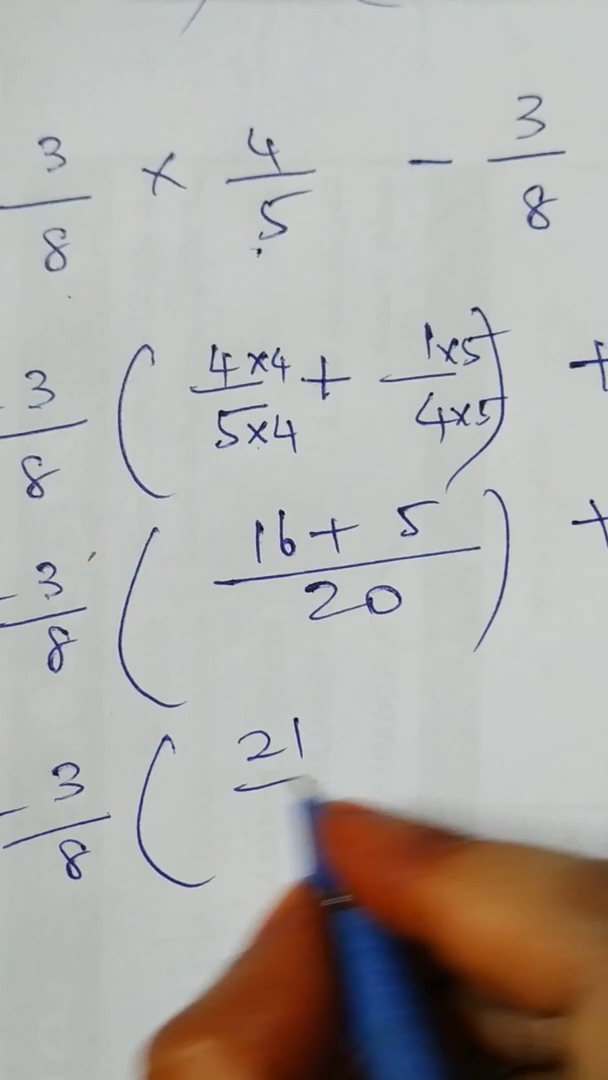 3/8 × 4/5 - 3/8
-3/8 ( 4×4/5×4 + 1×5/4×5 ) +
-3/8 ( 16+5/20 ) +
-3/8 ( 21